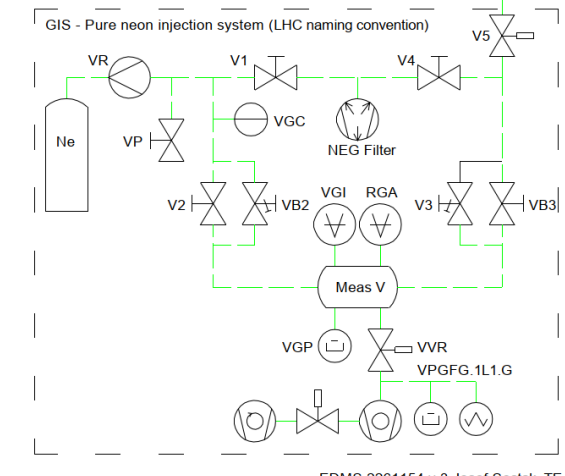 GIS - Pure neon injection system (LHC naming convention)
V5
VR
V1
V4
Ne
VP
VGC
NEG Filter
VGI
RGA
V2
VB2
V3
VB3
Meas V
VGP
VVR
VPGFG.1L1.G